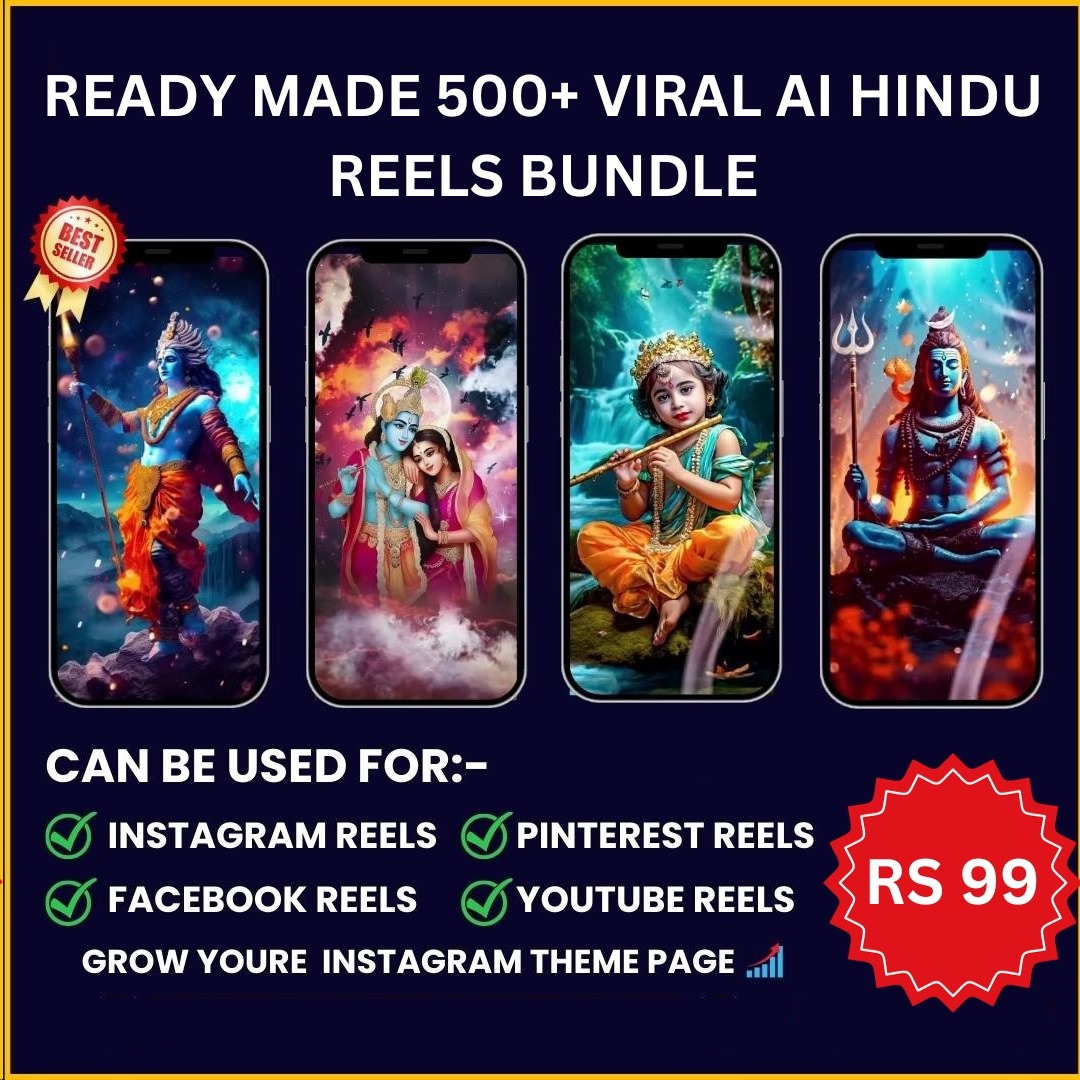 READY MADE 500+ VIRAL AI HINDU
REELS BUNDLE
BEST
SELLER
CAN BE USED FOR:-
INSTAGRAM REELS
PINTEREST REELS
FACEBOOK REELS
YOUTUBE REELS
RS 99
GROW YOURE INSTAGRAM THEME PAGE